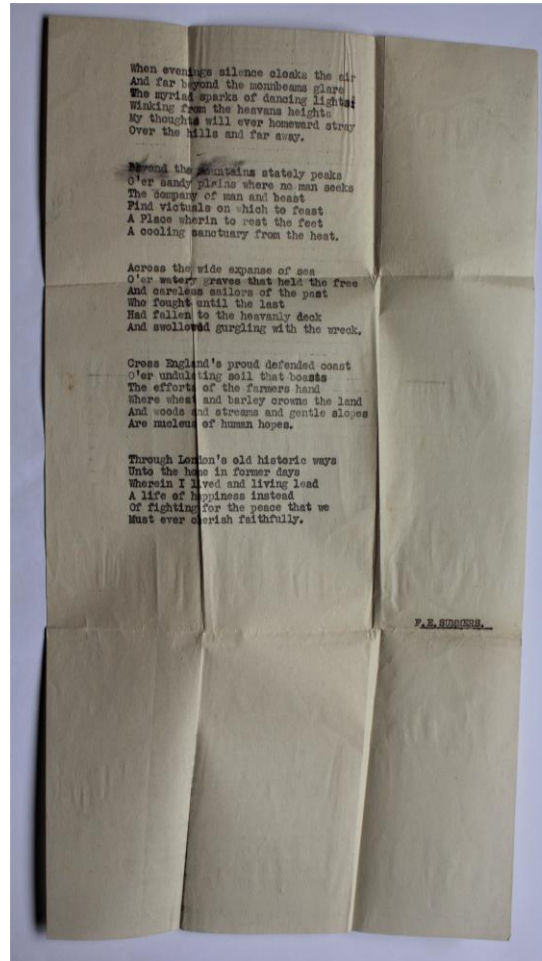 When evenings silence cloaks the air
And far beyond the monnbeams glare
The myriad sparks of dancing lights;
Winking from the heavans heights
My thoughts will ever homeward stray
Over the hills and far away.
Beyond the mountains stately peaks
O'er sandy plains where no man seeks
The company of man and beast
Find victuals on which to feast
A Place wherin to rest the feet
A cooling sanctuary from the heat.
Across the wide expanse of sea
O'er watery graves that held the free
And careless sailors of the past
Who fought until the last
Had fallen to the heavanly deck
And swollowed gurgling with the wreck.
Cross England's proud defended coast
O'er undulating soil that boasts
The efforts of the farmers hand
Where wheat and barley crowns the land
And woods and streams and gentle slopes
Are nucleus of human hopes.
Through London's old historic ways
Unto the home in former days
Wherein I lived and living lead
A life of happiness instead
Of fighting for the peace that we
Must ever cherish faithfully.
F.E.SUMMERS.